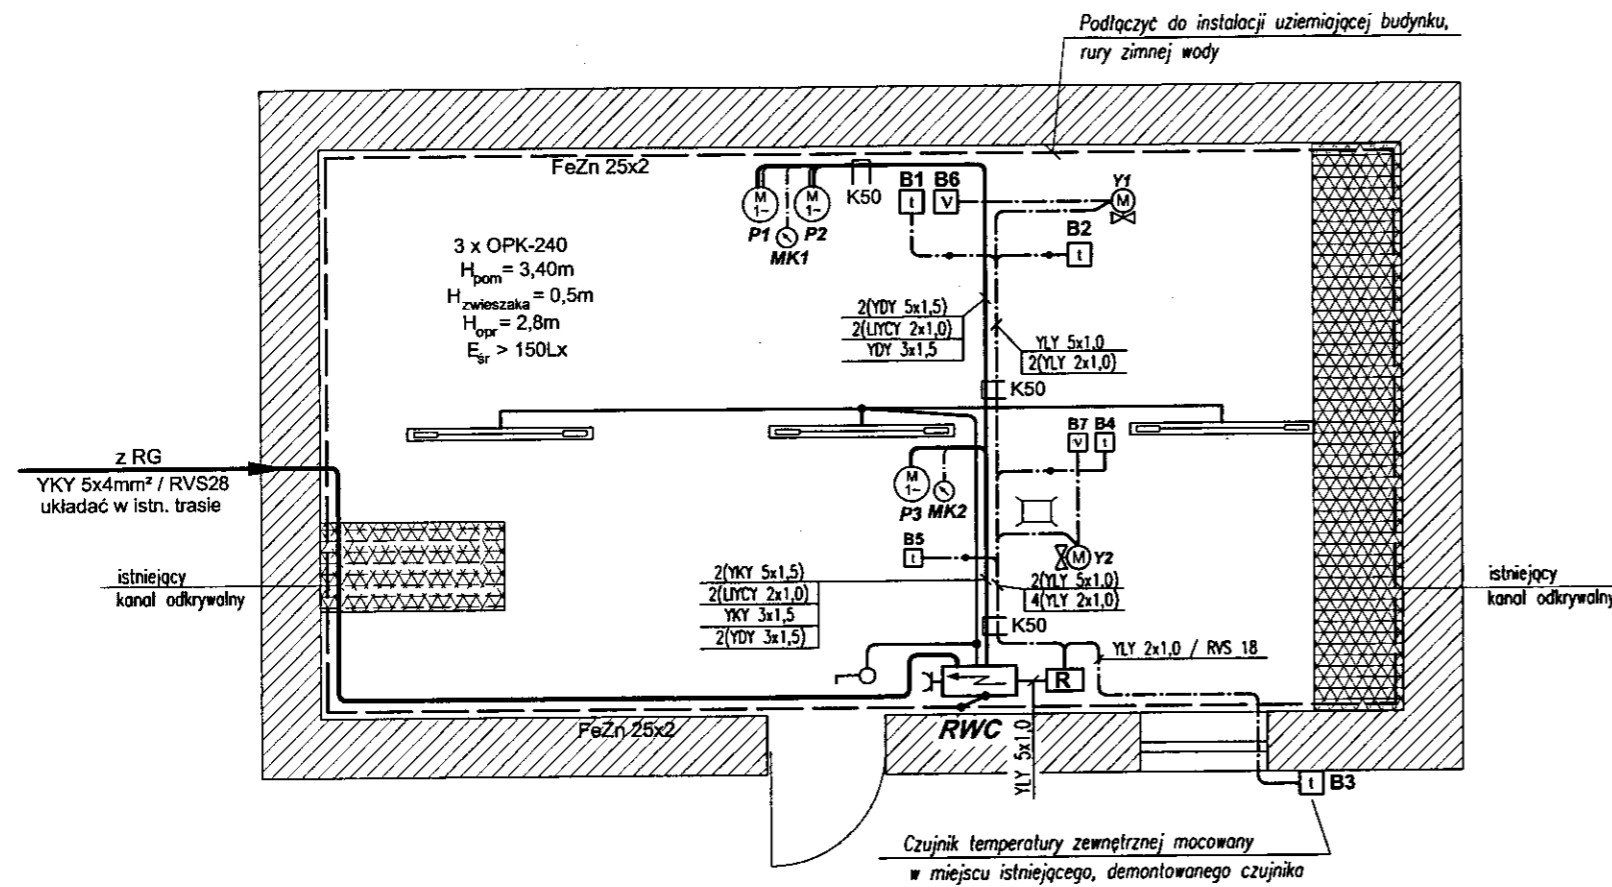 Podłączyć do instalacji uziemiającej budynku,
rury zimnej wody
FeZn 25x2
K50
B1 B6
Y1
M
M
1~
M
1~
t
V
P1 P2
MK1
B2
t
3 x OPK-240
Hpom = 3,40m
Hzwieszaka = 0,5m
Hopr = 2,8m
Eśr > 150Lx
2(YDY 5x1,5)
2(LIYCY 2x1,0)
YDY 3x1,5
YLY 5x1,0
2(YLY 2x1,0)
K50
B7 B4
V t
z RG
YKY 5x4mm² / RVS28
układać w istn. trasie
M
1~
P3 MK2
B5
t
M
Y2
istniejący
kanał odkrywalny
2(YKY 5x1,5)
2(LIYCY 2x1,0)
YKY 3x1,5
2(YDY 3x1,5)
2(YLY 5x1,0)
4(YLY 2x1,0)
K50
istniejący
kanał odkrywalny
YLY 2x1,0 / RVS 18
R
FeZn 25x2
RWC
YLY 5x1,0
t
B3
Czujnik temperatury zewnętrznej mocowany
w miejscu istniejącego, demontowanego czujnika